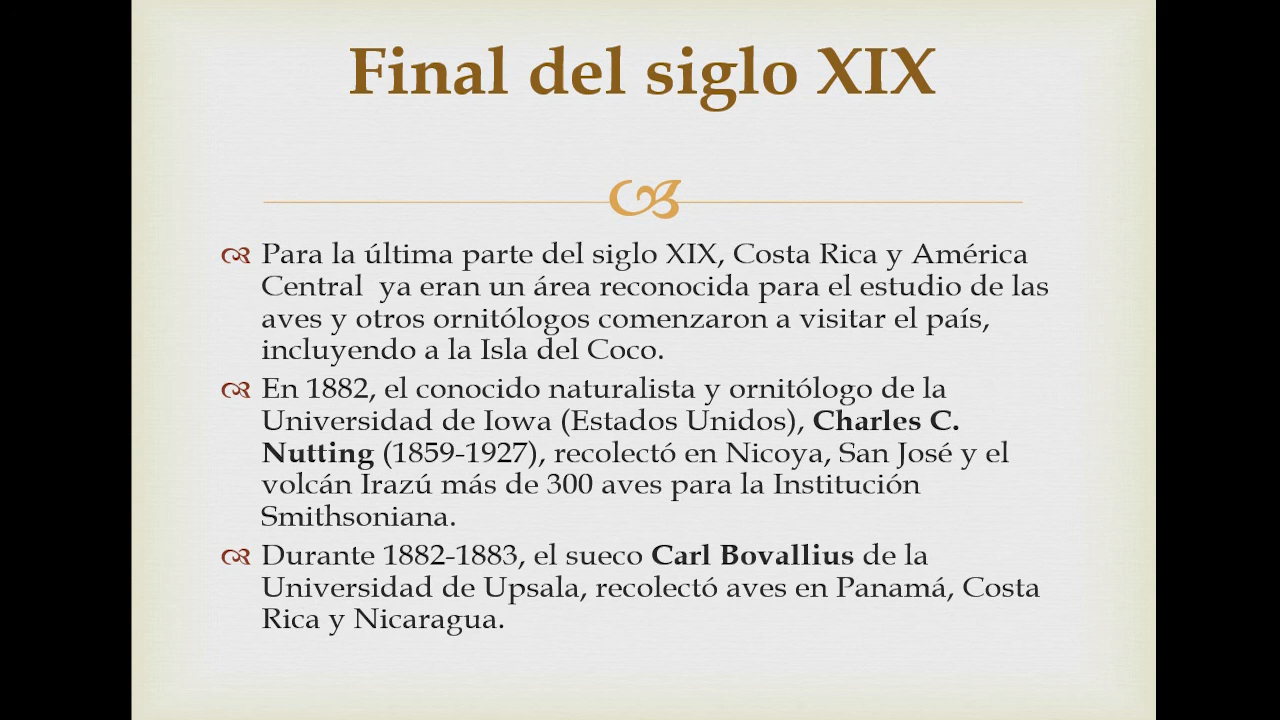 Final del siglo XIX
Para la última parte del siglo XIX, Costa Rica y América
Central  ya eran un área reconocida para el estudio de las
aves y otros ornitólogos comenzaron a visitar el país,
incluyendo a la Isla del Coco.
En 1882, el conocido naturalista y ornitólogo de la
Universidad de Iowa (Estados Unidos), Charles C.
Nutting (1859-1927), recolectó en Nicoya, San José y el
volcán Irazú más de 300 aves para la Institución
Smithsoniana.
Durante 1882-1883, el sueco Carl Bovallius de la
Universidad de Upsala, recolectó aves en Panamá, Costa
Rica y Nicaragua.